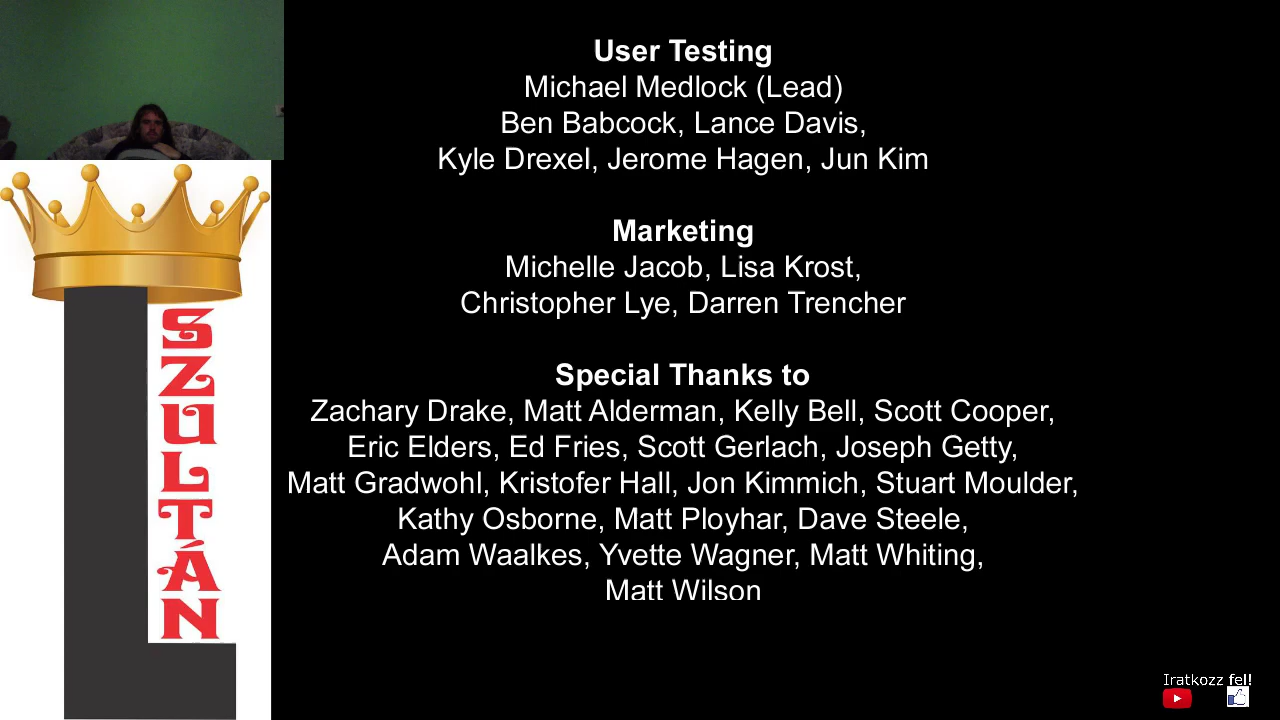 User Testing
Michael Medlock (Lead)
Ben Babcock, Lance Davis,
Kyle Drexel, Jerome Hagen, Jun Kim
Marketing
Michelle Jacob, Lisa Krost,
Christopher Lye, Darren Trencher
Special Thanks to
Zachary Drake, Matt Alderman, Kelly Bell, Scott Cooper,
Eric Elders, Ed Fries, Scott Gerlach, Joseph Getty,
Matt Gradwohl, Kristofer Hall, Jon Kimmich, Stuart Moulder,
Kathy Osborne, Matt Ployhar, Dave Steele,
Adam Waalkes, Yvette Wagner, Matt Whiting,
Matt Wilson
L
SZULTÁN
Iratkozz fel!